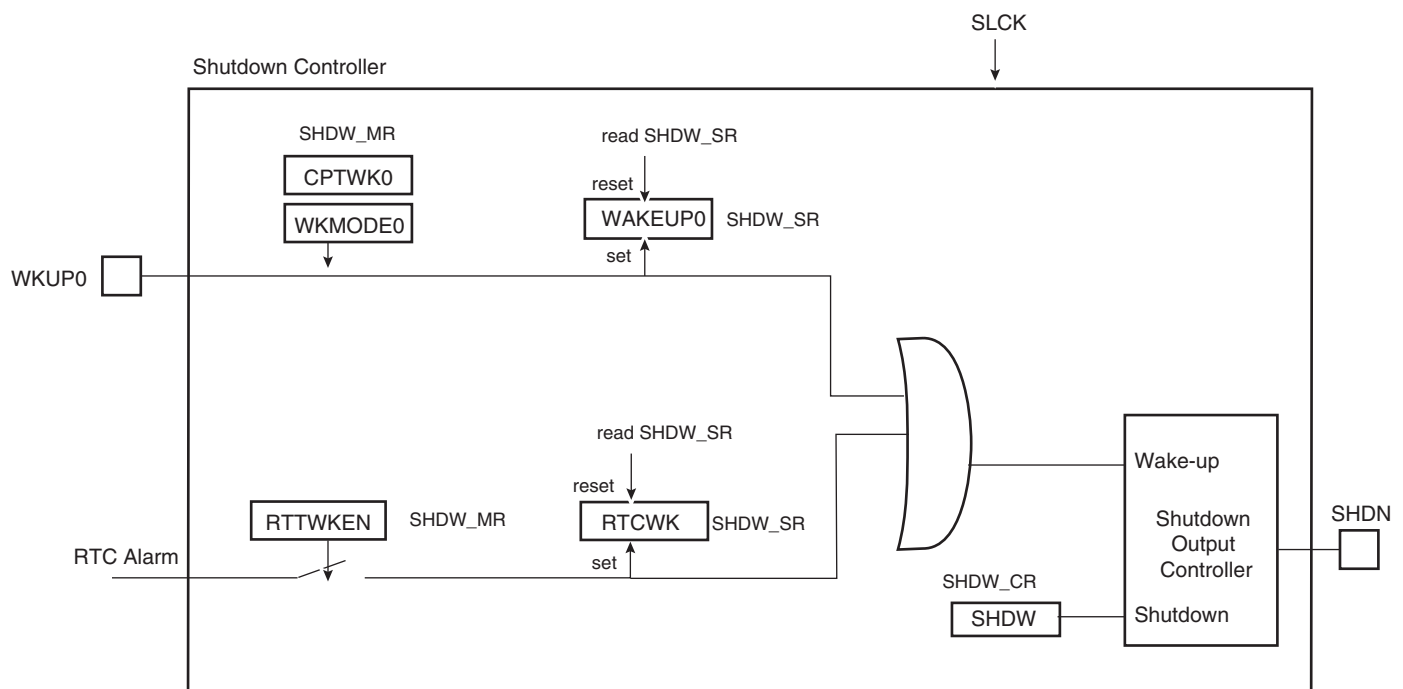 SLCK
Shutdown Controller
SHDW_MR
CPTWK0
WKMODE0
read SHDW_SR
reset
WAKEUP0
SHDW_SR
set
WKUP0
read SHDW_SR
reset
RTTWKEN
SHDW_MR
RTCWK
SHDW_SR
set
RTC Alarm
Wake-up
Shutdown
Output
Controller
SHDN
SHDW_CR
SHDW
Shutdown